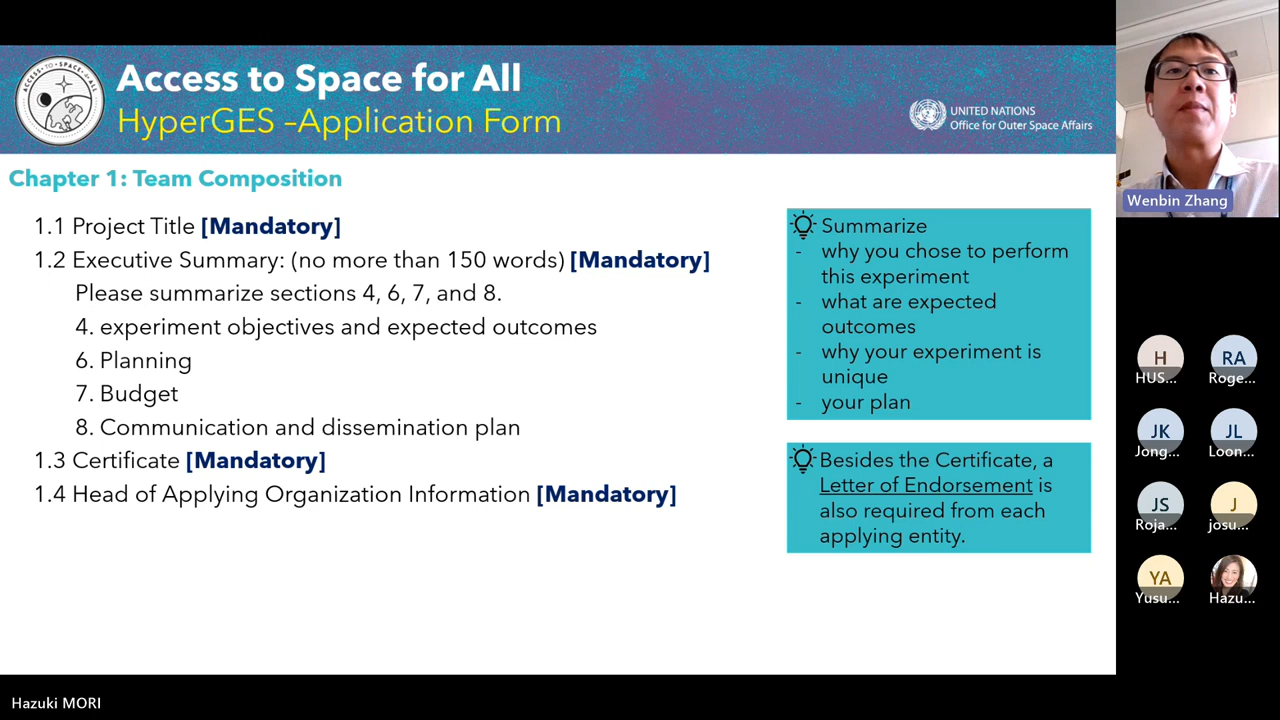 ACCESS TO SPACE 4 ALL
Access to Space for All
HyperGES –Application Form
UNITED NATIONS
Office for Outer Space Affairs
Chapter 1: Team Composition
1.1 Project Title [Mandatory]
1.2 Executive Summary: (no more than 150 words) [Mandatory]
Please summarize sections 4, 6, 7, and 8.
4. experiment objectives and expected outcomes
6. Planning
7. Budget
8. Communication and dissemination plan
1.3 Certificate [Mandatory]
1.4 Head of Applying Organization Information [Mandatory]
Summarize
- why you chose to perform
this experiment
- what are expected
outcomes
- why your experiment is
unique
- your plan
Besides the Certificate, a
Letter of Endorsement is
also required from each
applying entity.
Wenbin Zhang
H
HUS...
RA
Roge...
JK
Jong...
JL
Loon...
JS
Roja...
J
josu...
YA
Yusu...
Hazu...
Hazuki MORI